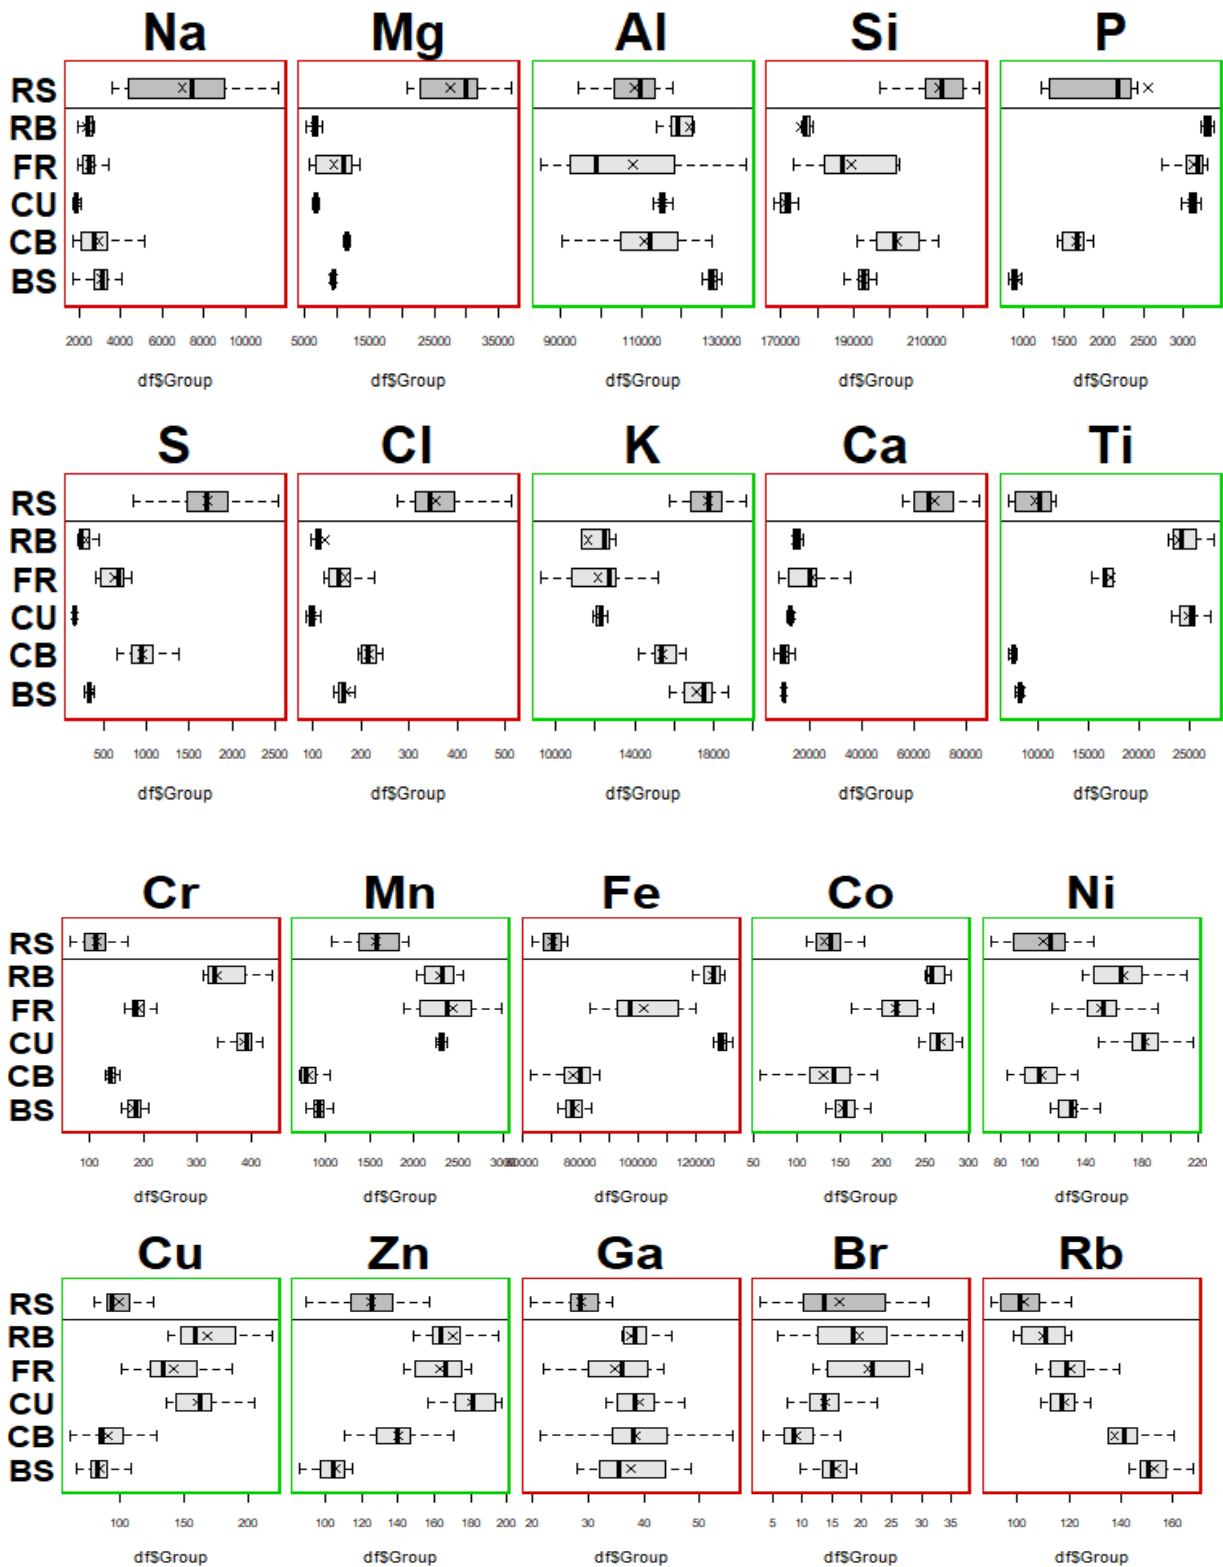 Na Mg Al Si P
RS
RB
FR
CU
CB
BS
2000 4000 6000 8000 10000 5000 15000 25000 35000 90000 110000 130000 170000 190000 210000 1000 1500 2000 3000
df$Group df$Group df$Group df$Group df$Group
S Cl K Ca Ti
RS
RB
FR
CU
CB
BS
500 1000 1500 2000 2500 100 200 300 400 500 10000 14000 18000 20000 40000 60000 80000 10000 20000 25000
df$Group df$Group df$Group df$Group df$Group
Cr Mn Fe Co Ni
RS
RB
FR
CU
CB
BS
100 200 300 400 1000 1500 2000 2500 80000 100000 120000 50 100 150 200 250 300 80 100 140 180 220
df$Group df$Group df$Group df$Group df$Group
Cu Zn Ga Br Rb
RS
RB
FR
CU
CB
BS
100 150 200 100 120 140 160 180 200 20 30 40 50 5 10 15 20 25 30 35 100 120 140 160
df$Group df$Group df$Group df$Group df$Group